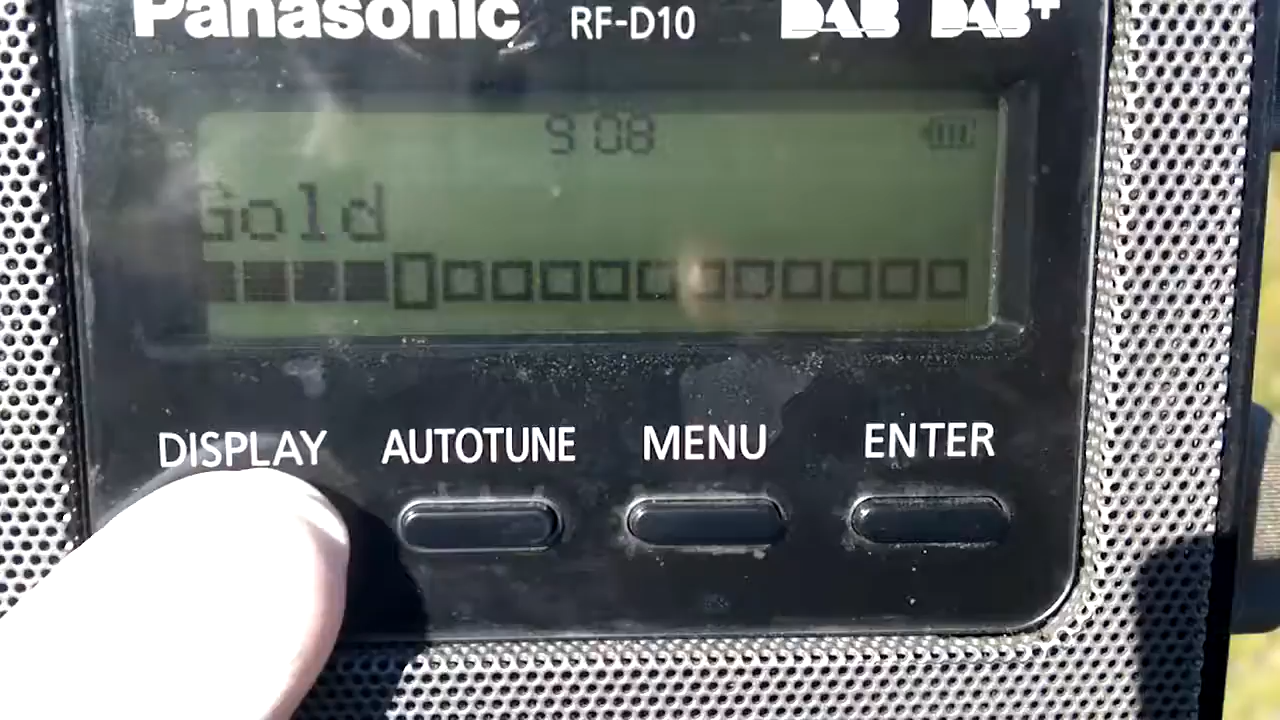 Panasonic RF-D10 DAB DAB+
9 08
Gold
DISPLAY AUTOTUNE MENU ENTER